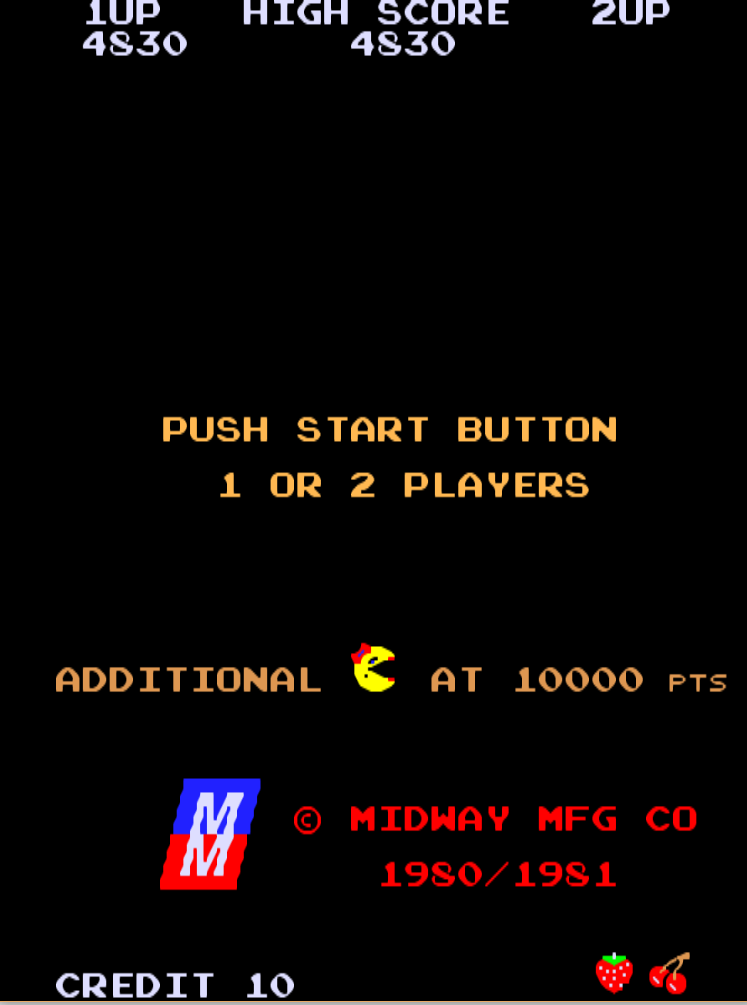 1UP HIGH SCORE 2UP
4830 4830
PUSH START BUTTON
1 OR 2 PLAYERS
ADDITIONAL AT 10000 PTS
M
M
© MIDWAY MFG CO
1980/1981
CREDIT 10